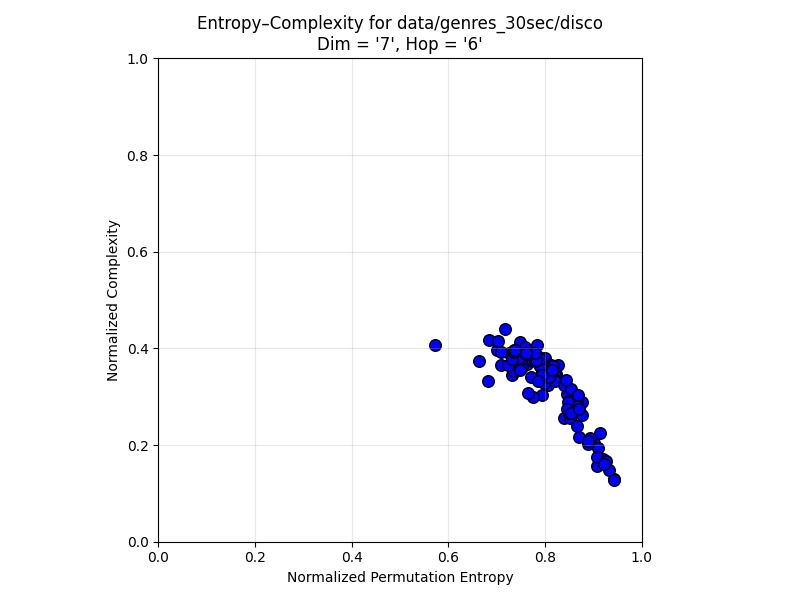 Entropy–Complexity for data/genres_30sec/disco
Dim = '7', Hop = '6'
1.0
0.8
0.6
0.4
0.2
0.0
Normalized Complexity
0.0 0.2 0.4 0.6 0.8 1.0
Normalized Permutation Entropy